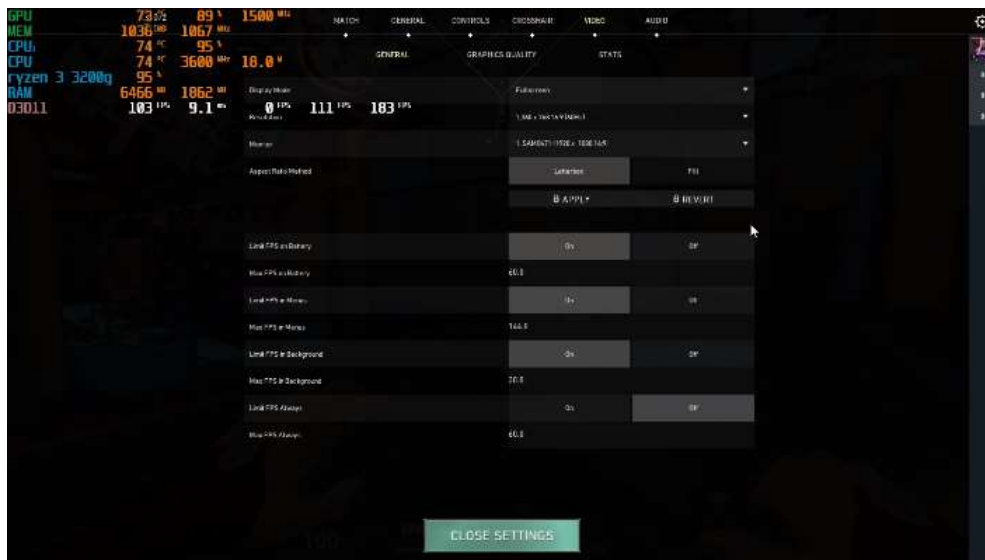 GPU 73 °C 89 % 1500 MHz
MEM 1036 MB 1067 MHz
CPU₁ 74 °C 95 %
CPU 74 °C 3600 MHz 18.0 W
ryzen 3 3200g 95 %
RAM 6466 MB 1862 MB
D3D11 103 FPS 9.1 ms 0 FPS 111 FPS 183 FPS
MATCH GENERAL CONTROLS CROSSHAIR VIDEO AUDIO
GENERAL GRAPHICS QUALITY STATS
Display Mode Fullscreen
Resolution
Monitor
Aspect Ratio Method Letterbox Fill
APPLY REVERT
Limit FPS on Battery On Off
Max FPS on Battery 60.0
Limit FPS in Menus On Off
Max FPS in Menus
Limit FPS in Background On Off
Max FPS in Background
Limit FPS Always On Off
Max FPS Always 60.0
CLOSE SETTINGS